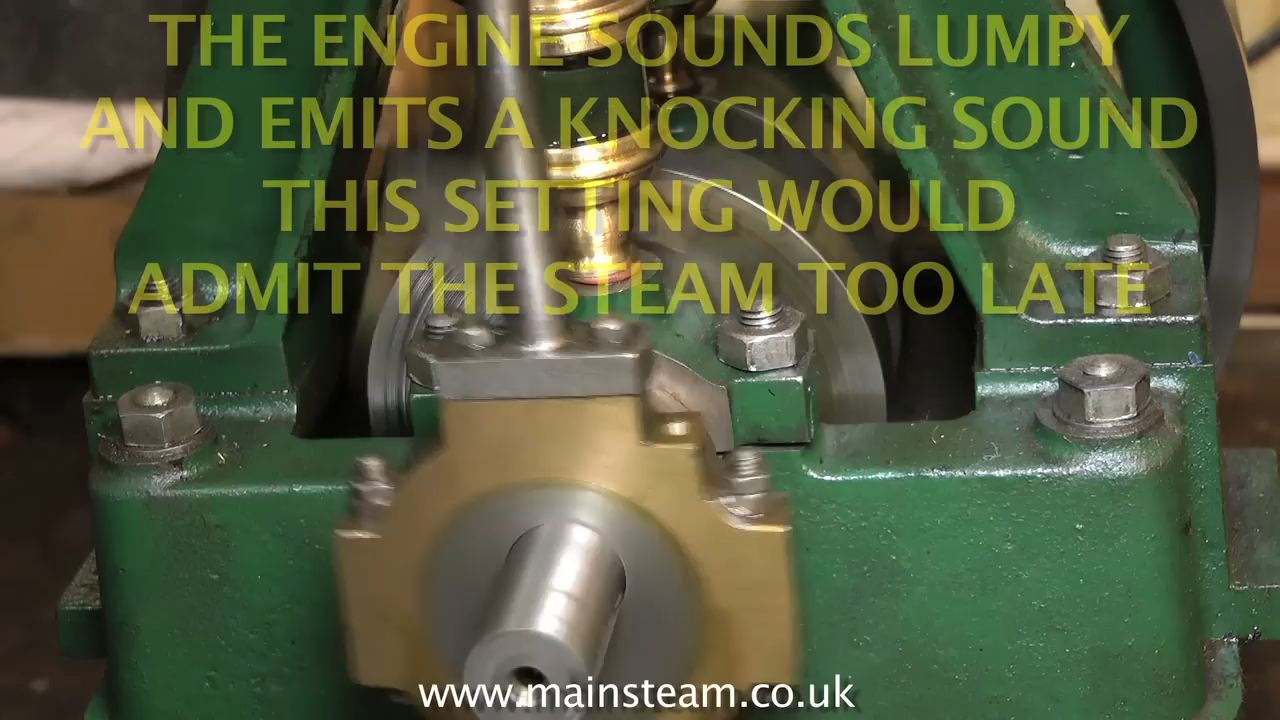 THE ENGINE SOUNDS LUMPY
AND EMITS A KNOCKING SOUND
THIS SETTING WOULD
ADMIT THE STEAM TOO LATE
www.mainsteam.co.uk